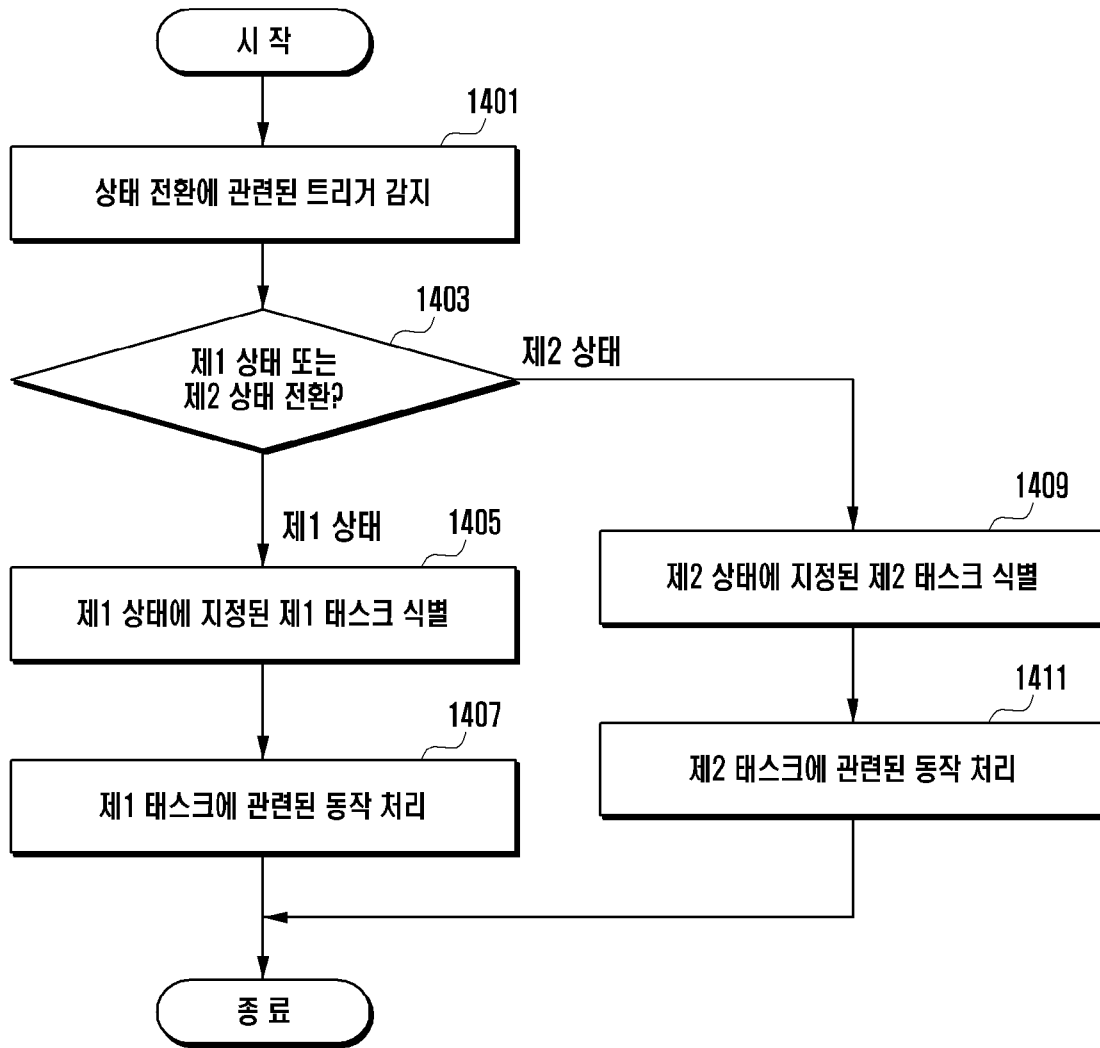 시 작
1401
상태 전환에 관련된 트리거 감지
1403
제1 상태 또는
제2 상태 전환?
제2 상태
제1 상태
1405
제1 상태에 지정된 제1 태스크 식별
1407
제1 태스크에 관련된 동작 처리
1409
제2 상태에 지정된 제2 태스크 식별
1411
제2 태스크에 관련된 동작 처리
종 료